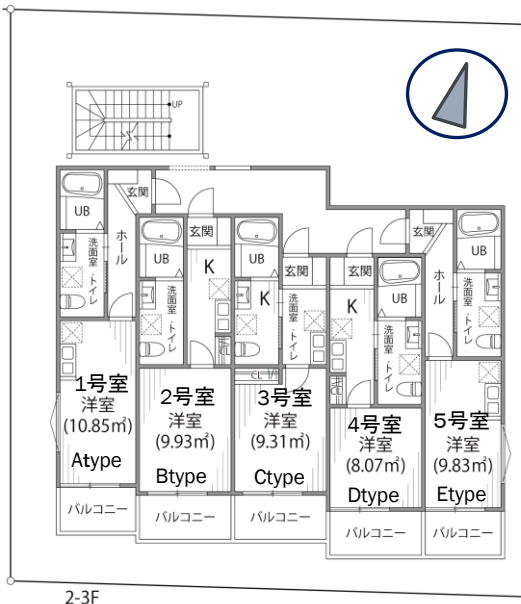 UP
玄関
UB
ホール
洗面室・トイレ
玄関
UB
K
洗面室・トイレ
UB
K
玄関
洗面室・トイレ
玄関
K
UB
洗面室・トイレ
玄関
ホール
UB
洗面室・トイレ
1号室
洋室
(10.85㎡)
Atype
2号室
洋室
(9.93㎡)
Btype
CL
3号室
洋室
(9.31㎡)
Ctype
4号室
洋室
(8.07㎡)
Dtype
5号室
洋室
(9.83㎡)
Etype
バルコニー
バルコニー
バルコニー
バルコニー
バルコニー
2-3F